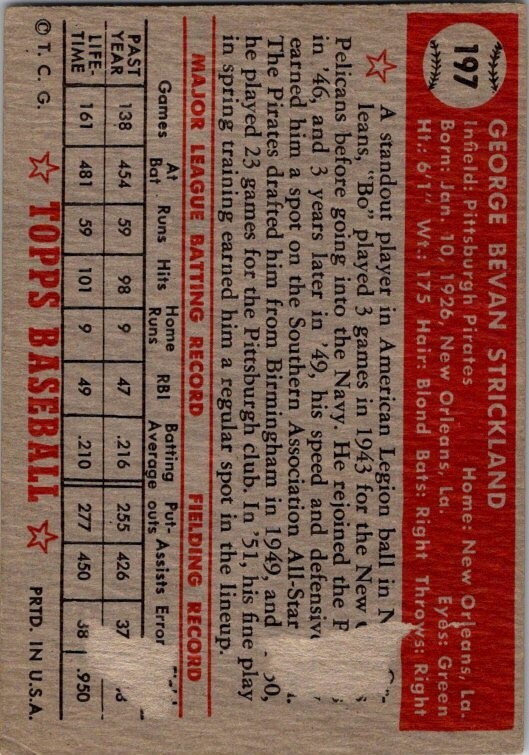 197
GEORGE BEVAN STRICKLAND
Infield: Pittsburgh Pirates Home: New Orleans, La.
Born: Jan. 10, 1926, New Orleans, La. Eyes: Green
Ht.: 6/1" Wt.: 175 Hair: Blond Bats: Right Throws: Right
A standout player in American Legion ball in
leans, "Bo" played 3 games in 1943 for the New
Pelicans before going into the Navy. He rejoined the
in '46, and 3 years later in '49, his speed and defensive
earned him a spot on the Southern Association All-Star
The Pirates drafted him from Birmingham in 1949, and
he played 23 games for the Pittsburgh club. In '51, his fine play
in spring training earned him a regular spot in the lineup.
MAJOR LEAGUE BATTING RECORD FIELDING RECORD
Games At Bat Runs Hits Home Runs RBI Batting Average Put-outs Assists Error
PAST YEAR 138 454 59 98 9 47 .216 255 426 37
LIFE-TIME 161 481 59 101 9 49 .210 277 450 38 .950
© T. C. G. ☆ TOPPS BASEBALL ☆ PRTD. IN U.S.A.